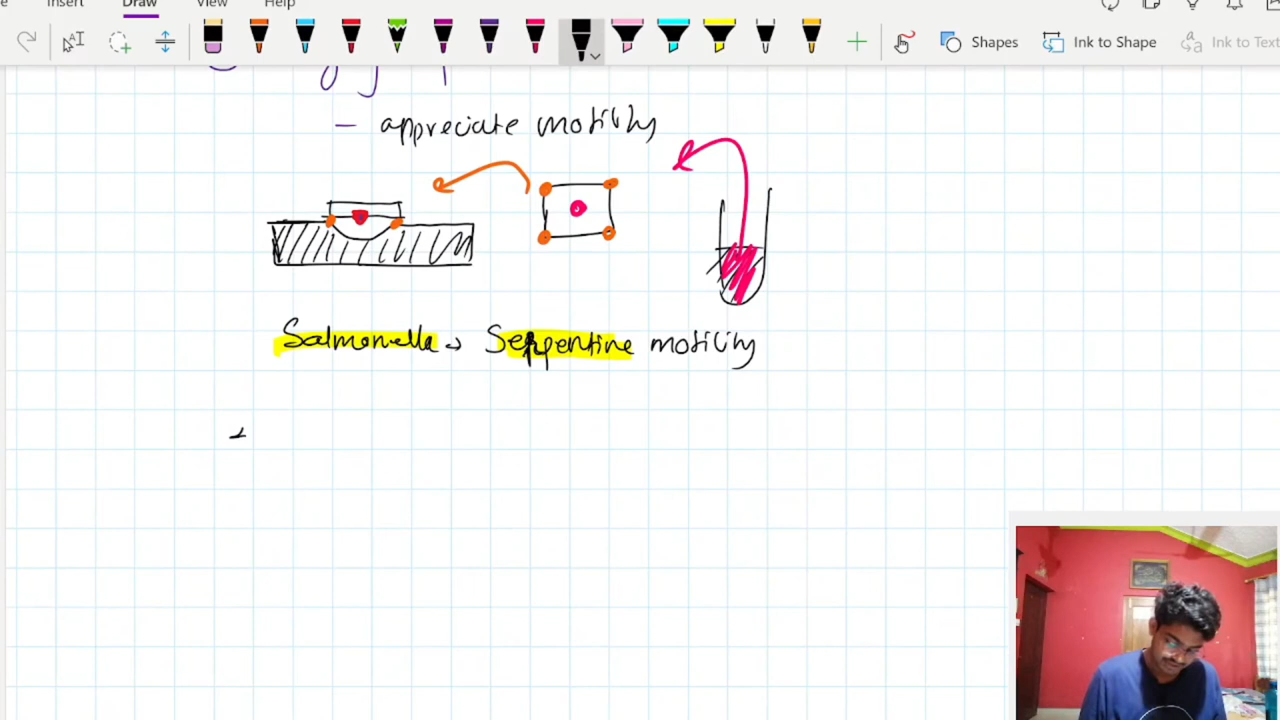 Insert Draw View Help
Shapes Ink to Shape Ink to Text
- appreciate motility
Salmonella → Serpentine motility